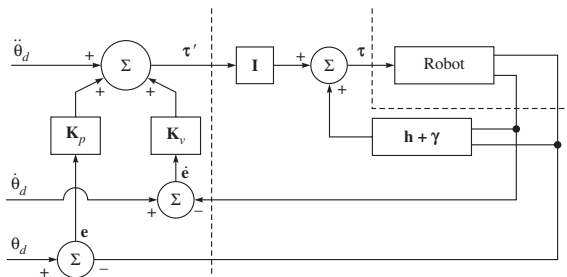 θ̈_d + Σ τ′ I + Σ τ Robot
+ + +
K_p K_v h + γ
ė
θ̇_d + Σ −
e
θ_d + Σ −